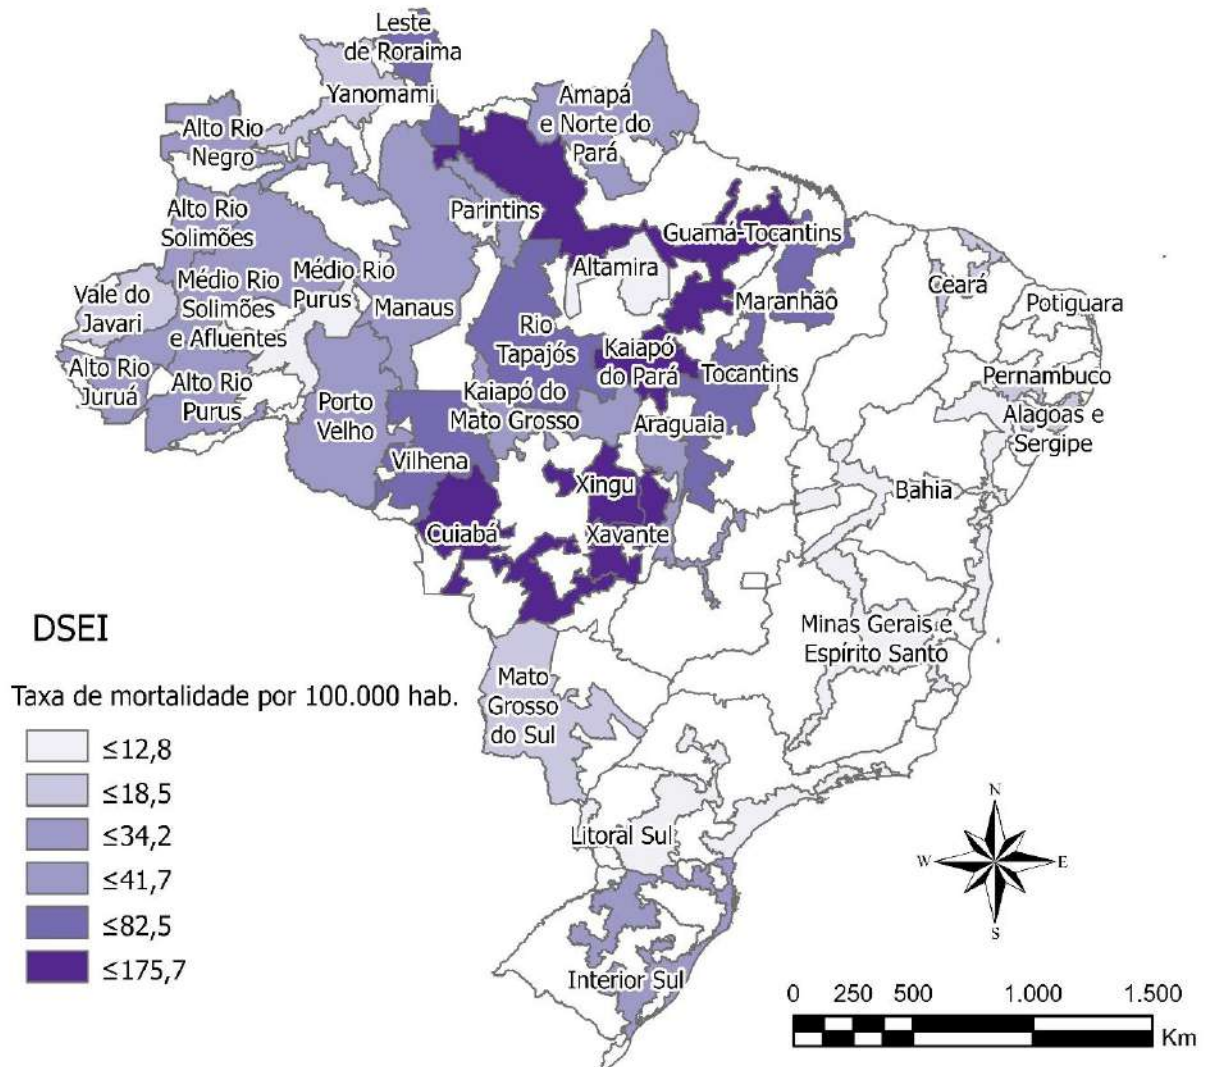 Leste
de Roraima
Yanomami
Amapá
e Norte do
Pará
Alto Rio
Negro
Parintins
Alto Rio
Solimões
Guamá-Tocantins
Altamira
Médio Rio
Purus
Médio Rio
Solimões
e Afluentes
Vale do
Javari
Manaus
Maranhão
Ceará
Potiguara
Rio
Tapajós
Kaiapó
do Pará
Tocantins
Alto Rio
Juruá
Alto Rio
Purus
Porto
Velho
Kaiapó do
Mato Grosso
Araguaia
Pernambuco
Alagoas e
Sergipe
Vilhena
Xingu
Bahia
Cuiabá
Xavante
Minas Gerais e
Espírito Santo
Mato
Grosso
do Sul
Litoral Sul
Interior Sul
DSEI
Taxa de mortalidade por 100.000 hab.
≤12,8
≤18,5
≤34,2
≤41,7
≤82,5
≤175,7
N
W E
S
0 250 500 1.000 1.500
Km